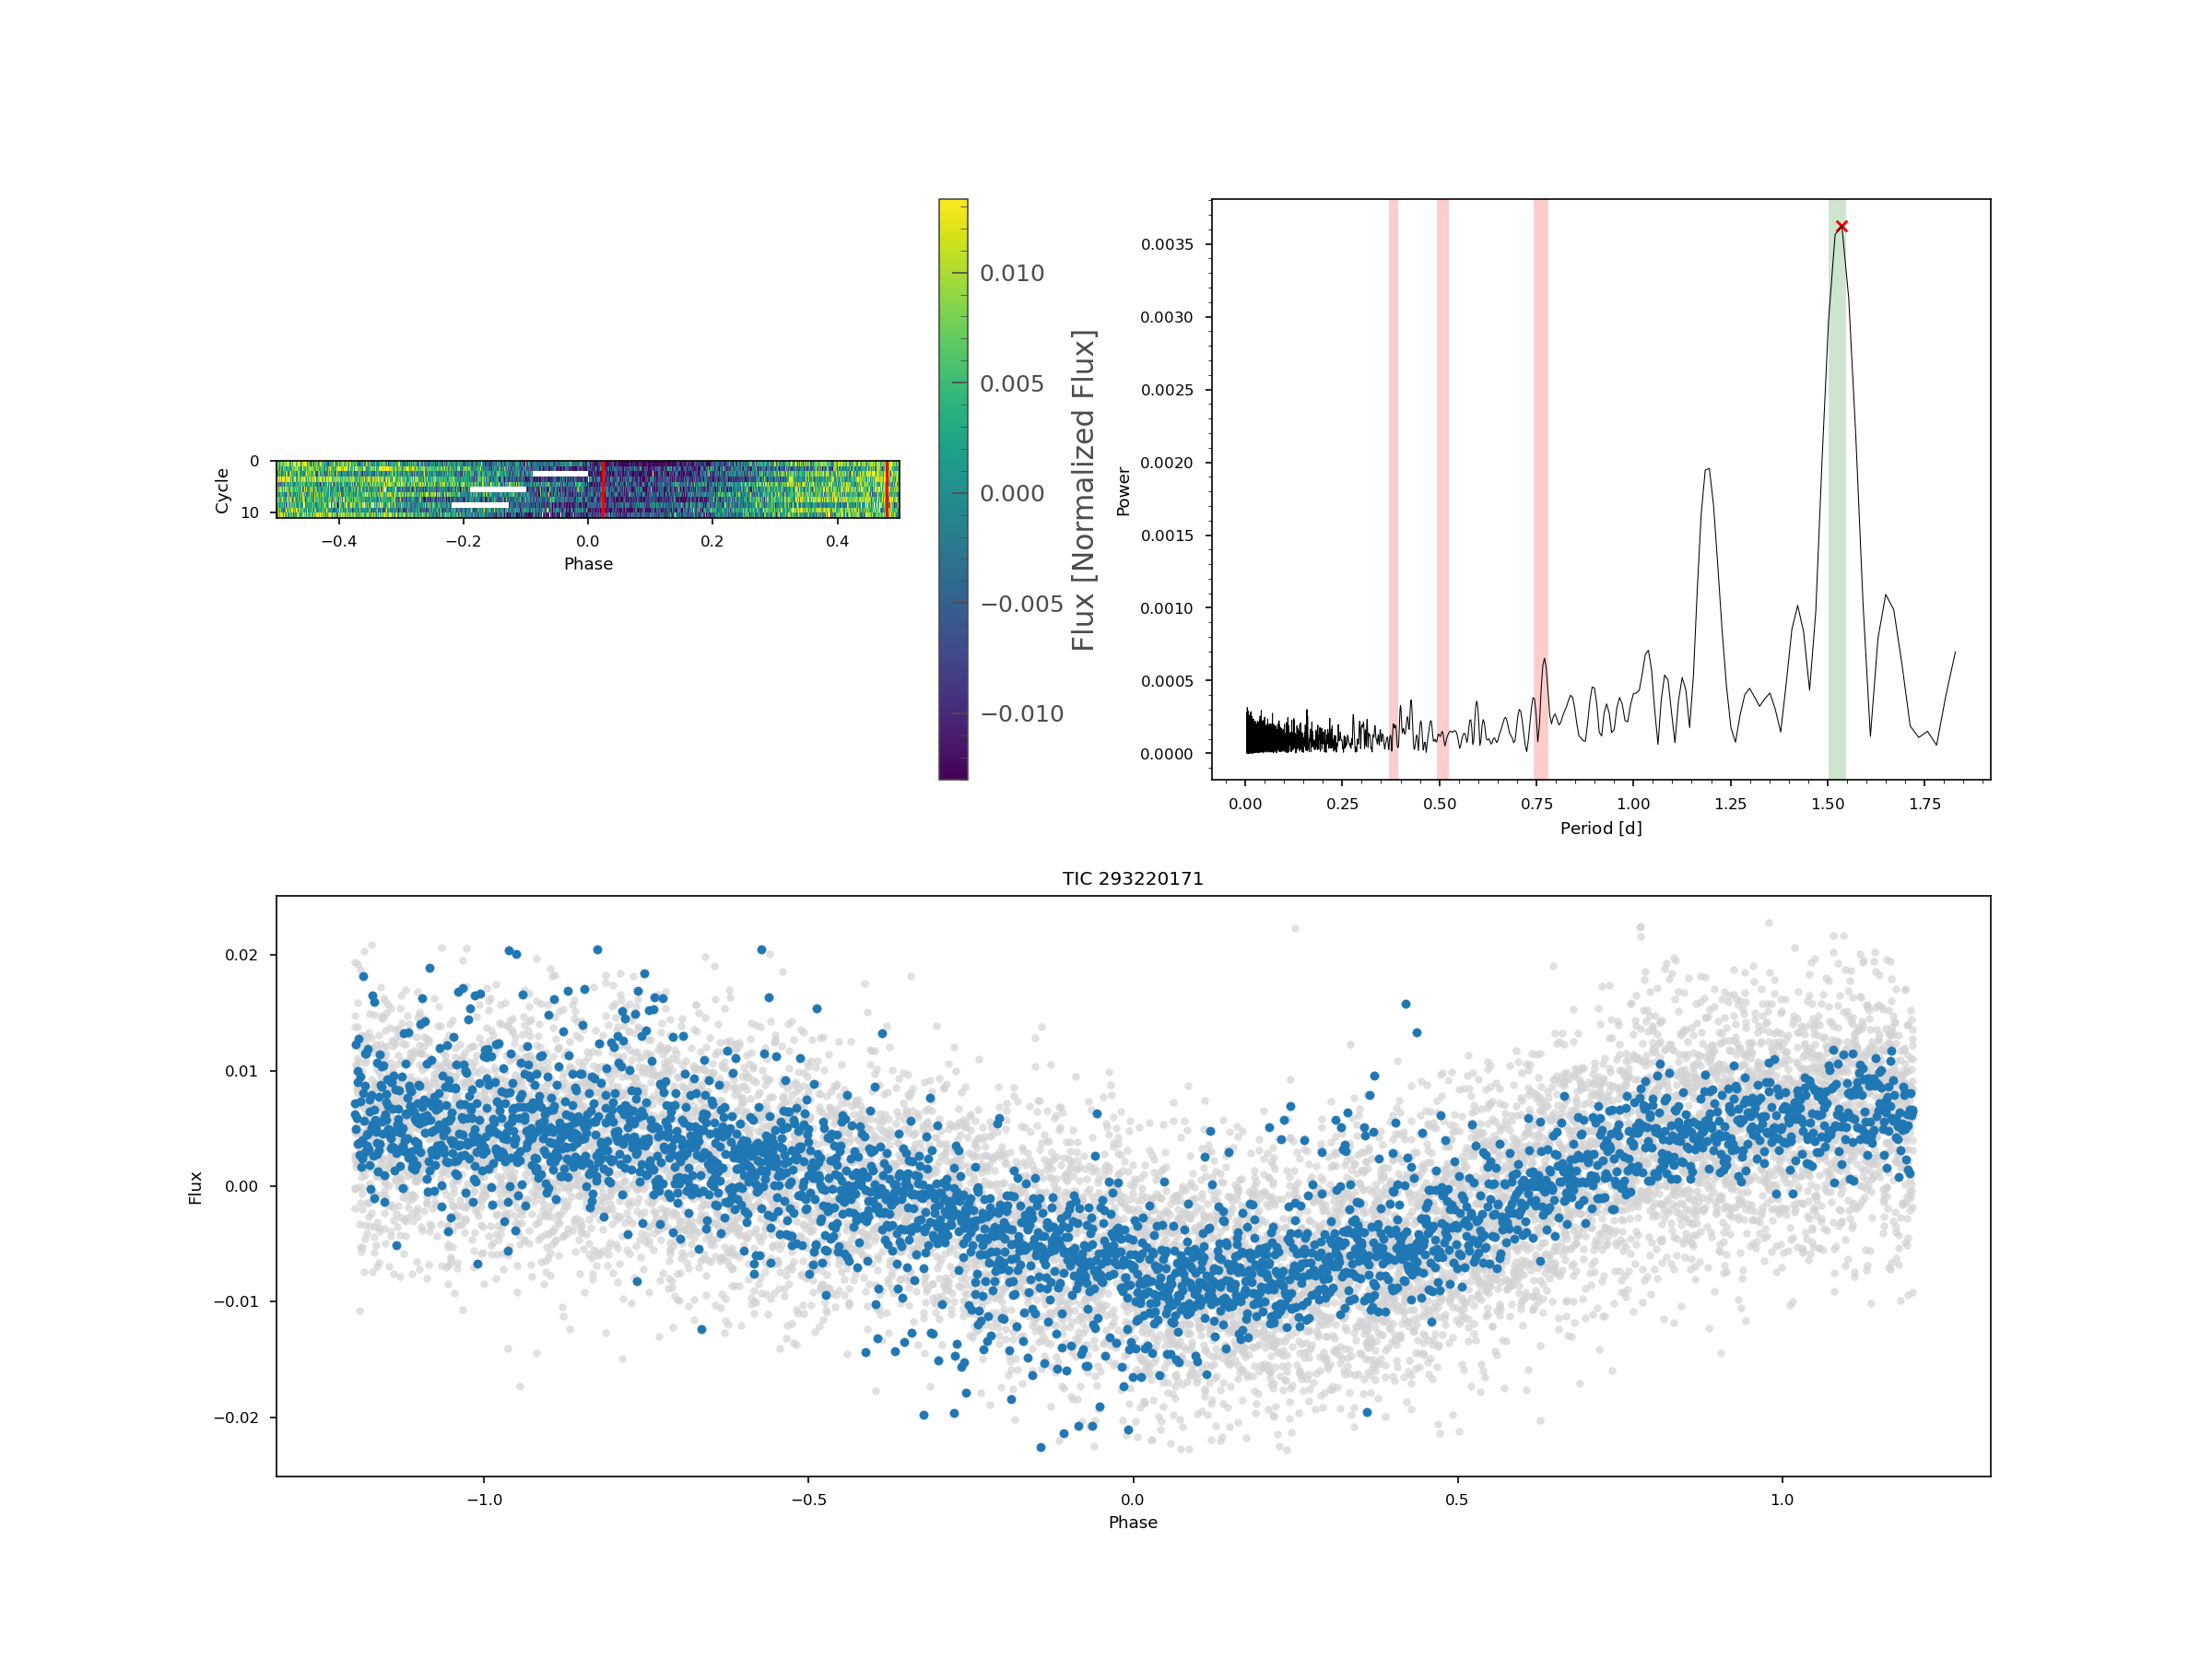 0
10
Cycle
−0.4 −0.2 0.0 0.2 0.4
Phase
0.010
0.005
0.000
−0.005
−0.010
Flux [Normalized Flux]
0.0035
0.0030
0.0025
0.0020
0.0015
0.0010
0.0005
0.0000
Power
0.00 0.25 0.50 0.75 1.00 1.25 1.50 1.75
Period [d]
TIC 293220171
0.02
0.01
0.00
−0.01
−0.02
Flux
−1.0 −0.5 0.0 0.5 1.0
Phase